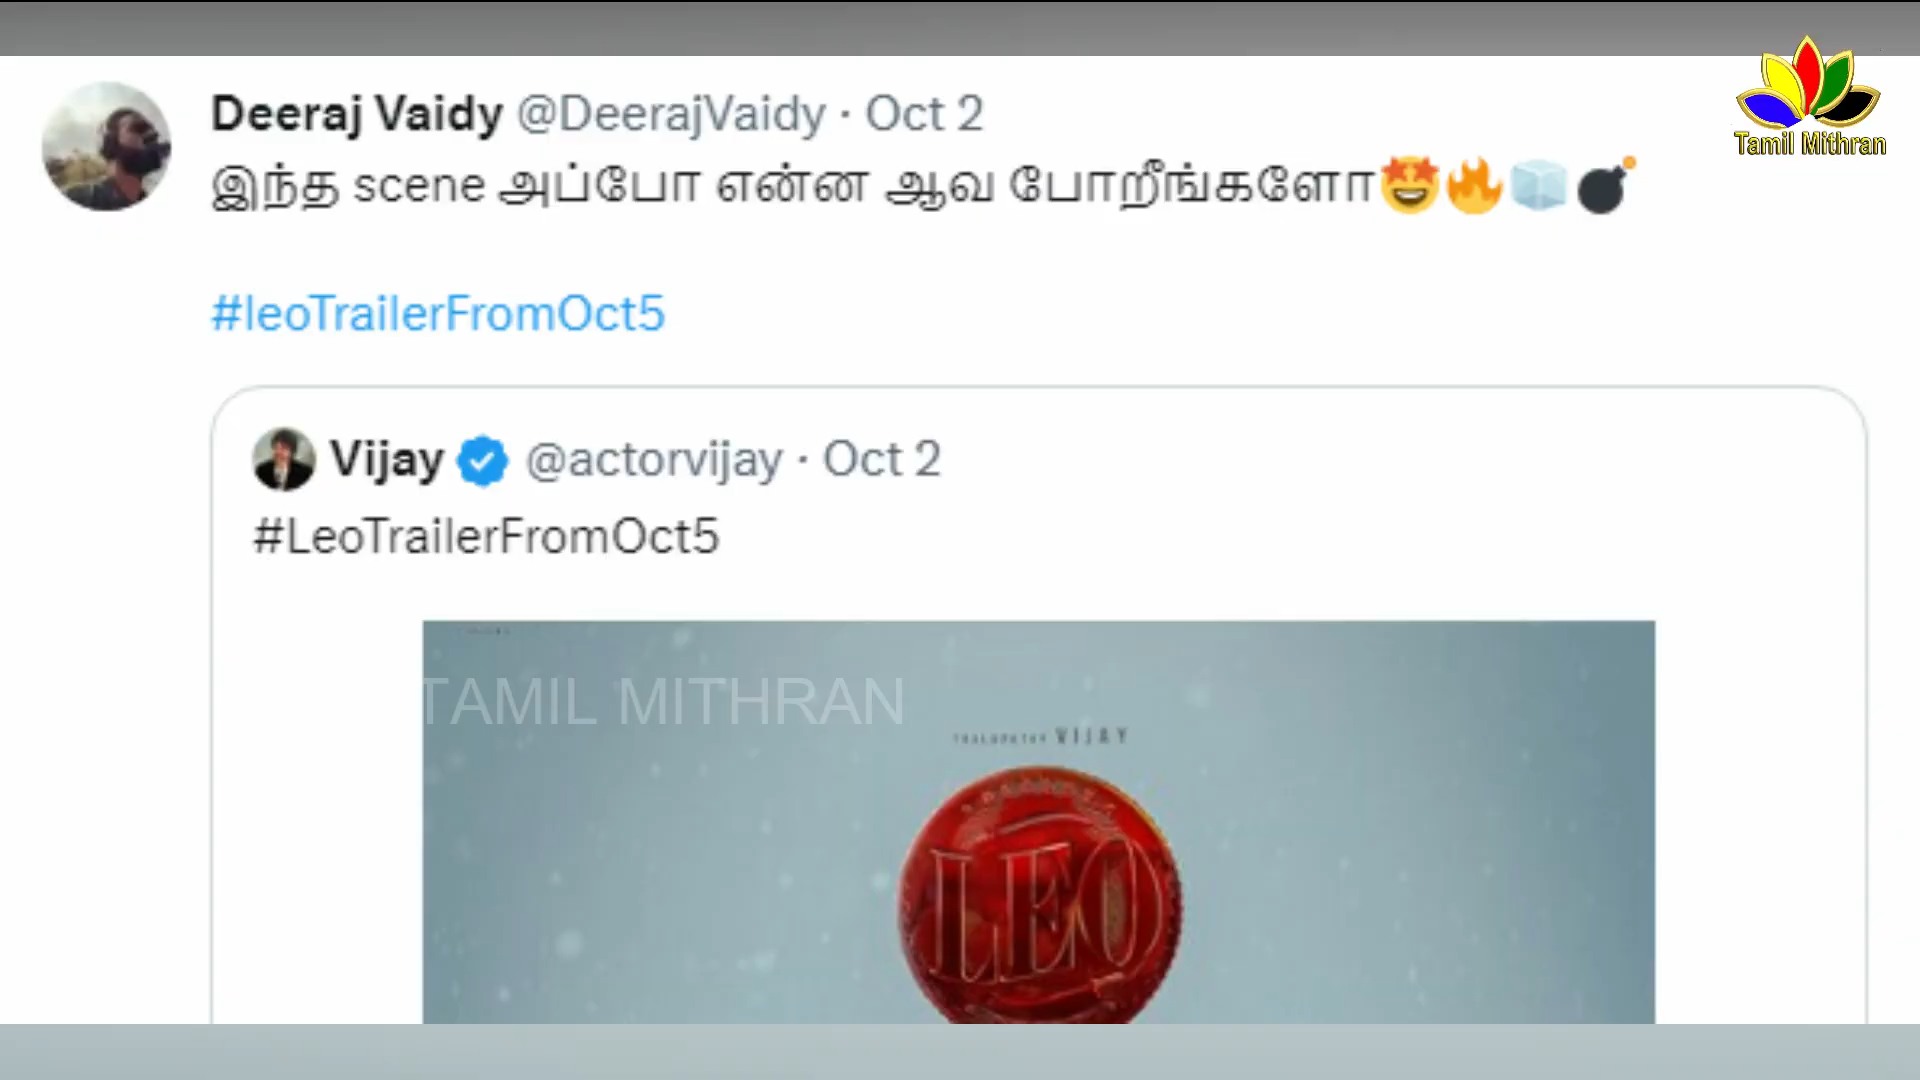 Deeraj Vaidy @DeerajVaidy · Oct 2
Tamil Mithran
இந்த scene அப்போ என்ன ஆவ போறீங்களோ🤩🔥🧊💣
#leoTrailerFromOct5
Vijay @actorvijay · Oct 2
#LeoTrailerFromOct5
TAMIL MITHRAN
THALAPATHY VIJAY
LEO